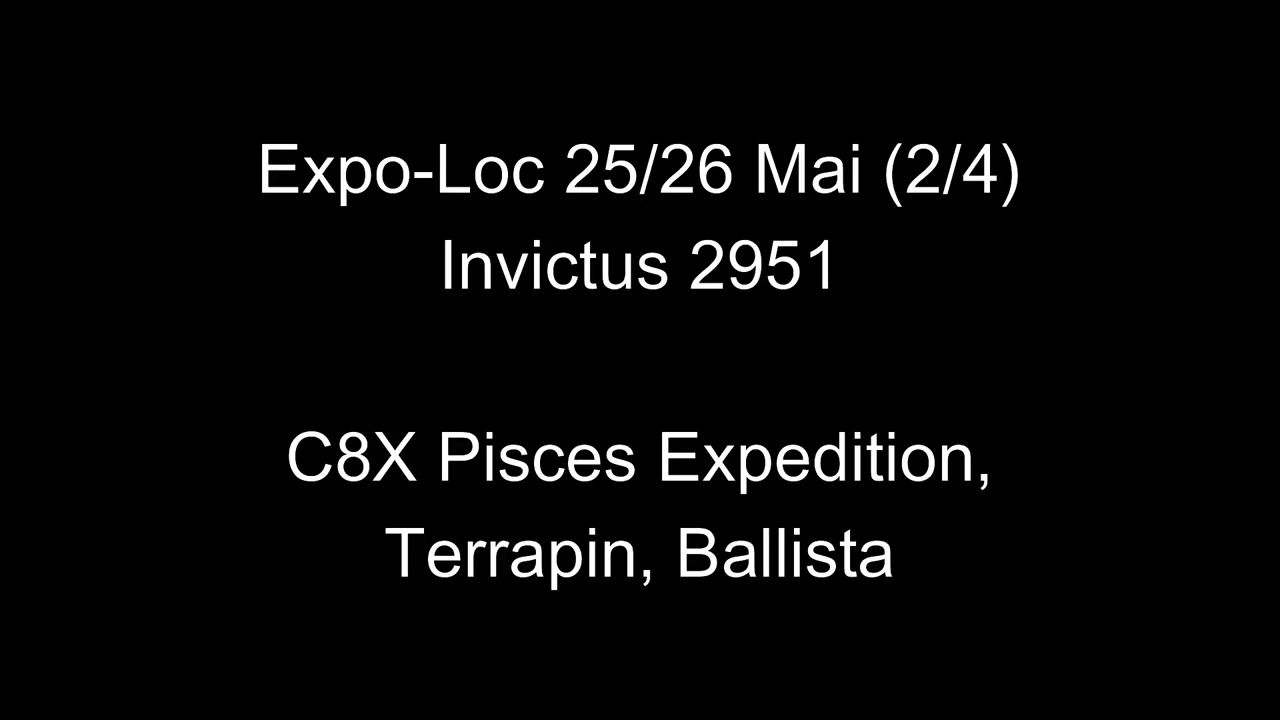 Expo-Loc 25/26 Mai (2/4)
Invictus 2951
C8X Pisces Expedition,
Terrapin, Ballista